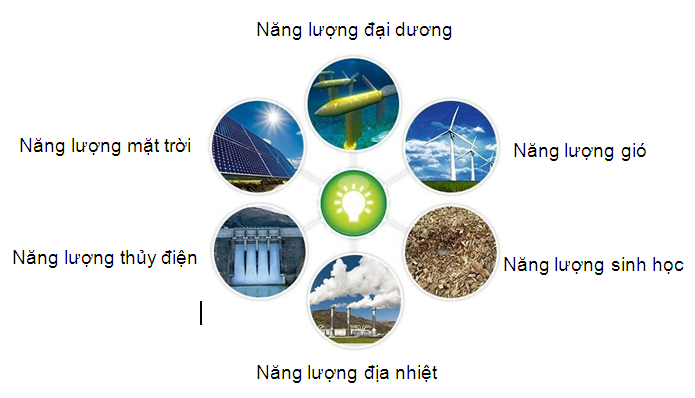 Năng lượng đại dương
Năng lượng mặt trời
Năng lượng gió
Năng lượng thủy điện
Năng lượng sinh học
Năng lượng địa nhiệt